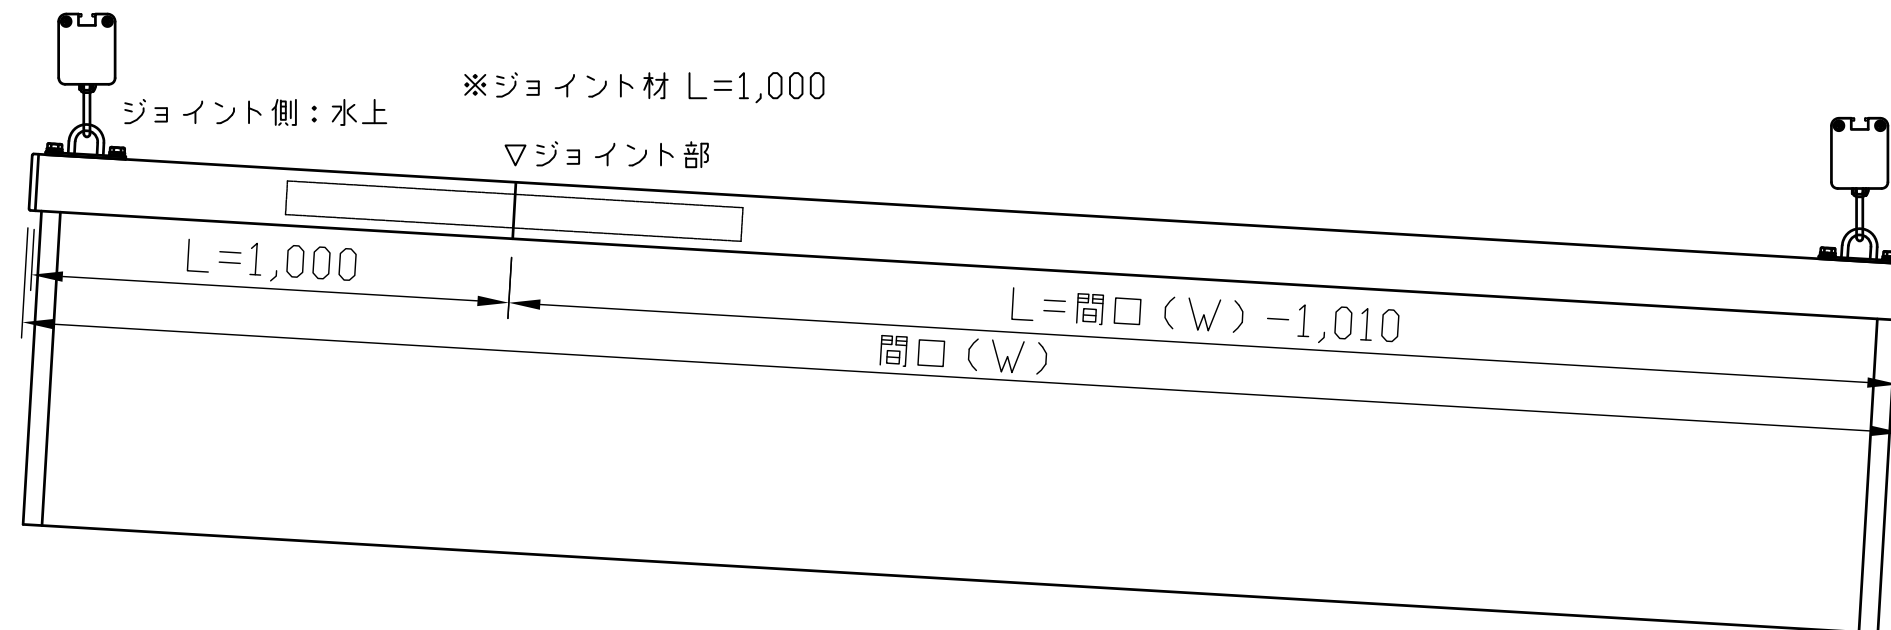 ※ジョイント材 L=1,000
ジョイント側：水上
▽ジョイント部
L=1,000
L=間口（W）-1,010
間口（W）